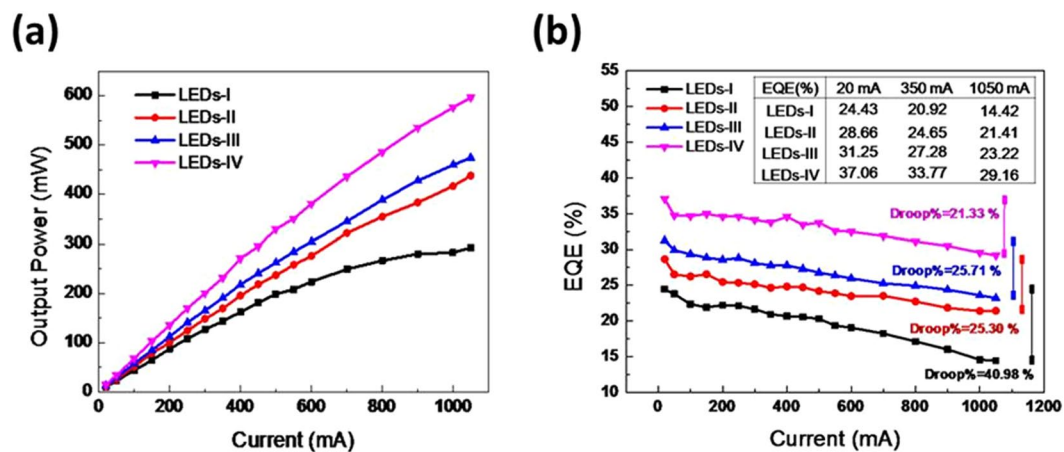 (a)
600
500
400
300
200
100
0
Output Power (mW)
LEDs-I
LEDs-II
LEDs-III
LEDs-IV
0 200 400 600 800 1000
Current (mA)
(b)
55
50
45
40
35
30
25
20
15
10
EQE (%)
LEDs-I
LEDs-II
LEDs-III
LEDs-IV
EQE(%) 20 mA 350 mA 1050 mA
LEDs-I 24.43 20.92 14.42
LEDs-II 28.66 24.65 21.41
LEDs-III 31.25 27.28 23.22
LEDs-IV 37.06 33.77 29.16
Droop%=21.33 %
Droop%=25.71 %
Droop%=25.30 %
Droop%=40.98 %
0 200 400 600 800 1000 1200
Current (mA)